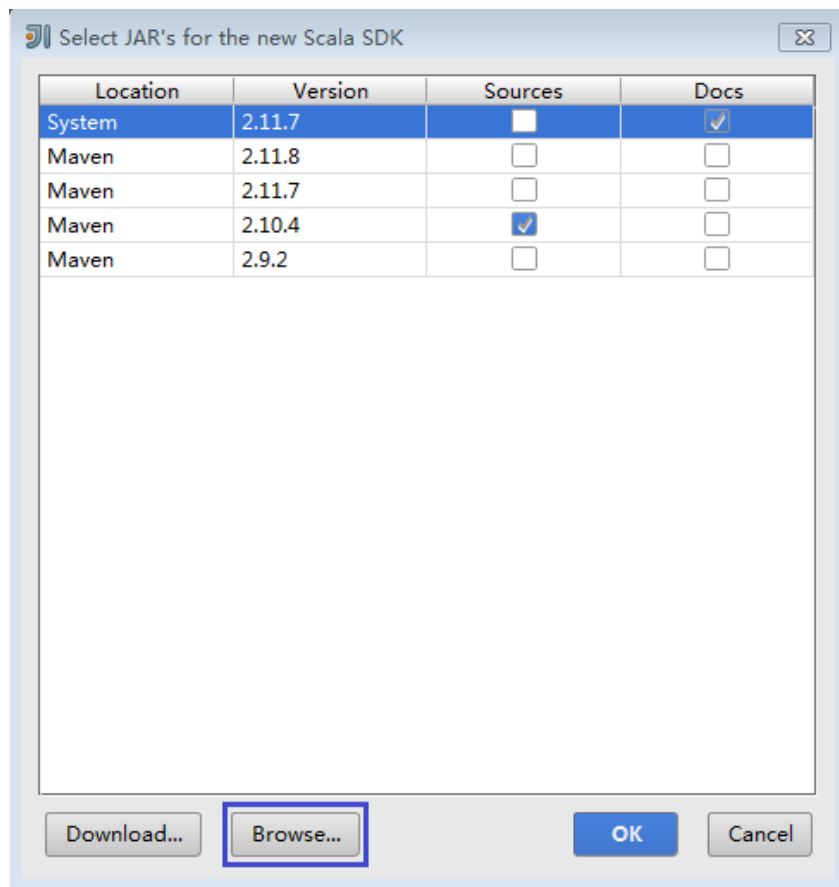 Select JAR's for the new Scala SDK
Location Version Sources Docs
System 2.11.7
Maven 2.11.8
Maven 2.11.7
Maven 2.10.4
Maven 2.9.2
Download... Browse... OK Cancel